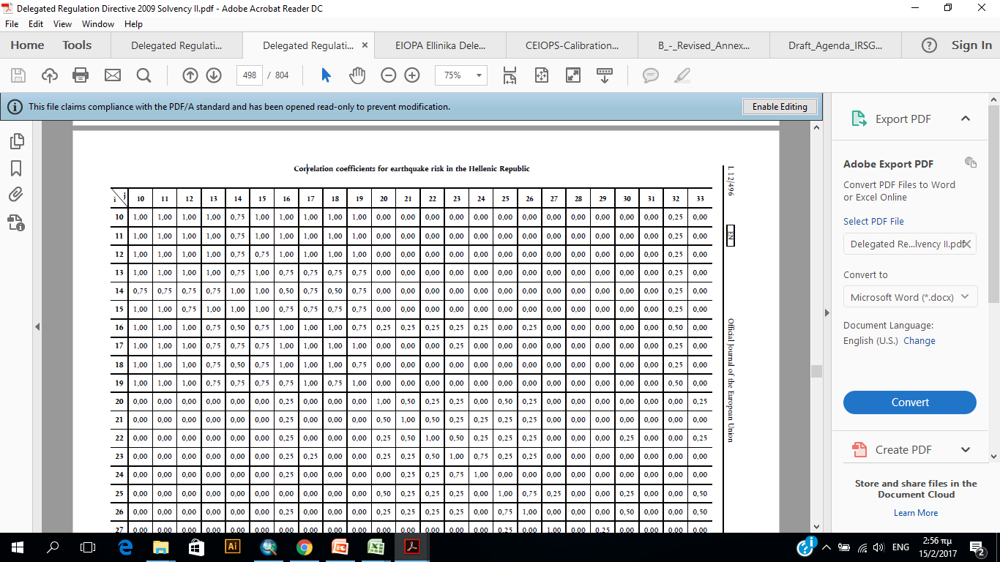 Delegated Regulation Directive 2009 Solvency II.pdf - Adobe Acrobat Reader DC
File Edit View Window Help
Home Tools Delegated Regulati... Delegated Regulati... × EIOPA Ellinika Dele... CEIOPS-Calibration... B_-_Revised_Annex... Draft_Agenda_IRSG... Sign In
498 / 804 75%
This file claims compliance with the PDF/A standard and has been opened read-only to prevent modification. Enable Editing
Correlation coefficients for earthquake risk in the Hellenic Republic
i j 10 11 12 13 14 15 16 17 18 19 20 21 22 23 24 25 26 27 28 29 30 31 32 33
10 1,00 1,00 1,00 1,00 0,75 1,00 1,00 1,00 1,00 1,00 0,00 0,00 0,00 0,00 0,00 0,00 0,00 0,00 0,00 0,00 0,00 0,00 0,25 0,00
11 1,00 1,00 1,00 1,00 0,75 1,00 1,00 1,00 1,00 1,00 0,00 0,00 0,00 0,00 0,00 0,00 0,00 0,00 0,00 0,00 0,00 0,00 0,25 0,00
12 1,00 1,00 1,00 1,00 0,75 0,75 1,00 1,00 1,00 1,00 0,00 0,00 0,00 0,00 0,00 0,00 0,00 0,00 0,00 0,00 0,00 0,00 0,25 0,00
13 1,00 1,00 1,00 1,00 0,75 1,00 0,75 0,75 0,75 0,75 0,00 0,00 0,00 0,00 0,00 0,00 0,00 0,00 0,00 0,00 0,00 0,00 0,25 0,00
14 0,75 0,75 0,75 0,75 1,00 1,00 0,50 0,75 0,50 0,75 0,00 0,00 0,00 0,00 0,00 0,00 0,00 0,00 0,00 0,00 0,00 0,00 0,25 0,00
15 1,00 1,00 0,75 1,00 1,00 1,00 0,75 0,75 0,75 0,75 0,00 0,00 0,00 0,00 0,00 0,00 0,00 0,00 0,00 0,00 0,00 0,00 0,25 0,00
16 1,00 1,00 1,00 0,75 0,50 0,75 1,00 1,00 1,00 0,75 0,25 0,25 0,25 0,25 0,25 0,00 0,25 0,00 0,00 0,00 0,00 0,00 0,50 0,00
17 1,00 1,00 1,00 0,75 0,75 0,75 1,00 1,00 1,00 1,00 0,00 0,00 0,00 0,25 0,00 0,00 0,00 0,00 0,00 0,00 0,00 0,00 0,25 0,00
18 1,00 1,00 1,00 0,75 0,50 0,75 1,00 1,00 1,00 0,75 0,00 0,00 0,00 0,00 0,00 0,00 0,00 0,00 0,00 0,00 0,00 0,00 0,25 0,00
19 1,00 1,00 1,00 0,75 0,75 0,75 0,75 1,00 0,75 1,00 0,00 0,00 0,00 0,00 0,00 0,00 0,00 0,00 0,00 0,00 0,00 0,00 0,50 0,00
20 0,00 0,00 0,00 0,00 0,00 0,00 0,25 0,00 0,00 0,00 1,00 0,50 0,25 0,25 0,00 0,50 0,25 0,00 0,00 0,00 0,00 0,00 0,00 0,25
21 0,00 0,00 0,00 0,00 0,00 0,00 0,25 0,00 0,00 0,00 0,50 1,00 0,50 0,25 0,25 0,25 0,25 0,00 0,00 0,00 0,00 0,00 0,00 0,00
22 0,00 0,00 0,00 0,00 0,00 0,00 0,25 0,00 0,00 0,00 0,25 0,50 1,00 0,50 0,25 0,25 0,25 0,00 0,00 0,00 0,25 0,00 0,00 0,25
23 0,00 0,00 0,00 0,00 0,00 0,00 0,25 0,25 0,00 0,00 0,25 0,25 0,50 1,00 0,75 0,25 0,25 0,00 0,00 0,00 0,00 0,00 0,00 0,00
24 0,00 0,00 0,00 0,00 0,00 0,00 0,25 0,00 0,00 0,00 0,00 0,25 0,25 0,75 1,00 0,00 0,00 0,00 0,00 0,00 0,00 0,00 0,00 0,00
25 0,00 0,00 0,00 0,00 0,00 0,00 0,00 0,00 0,00 0,00 0,50 0,25 0,25 0,25 0,00 1,00 0,75 0,25 0,00 0,00 0,25 0,00 0,00 0,50
26 0,00 0,00 0,00 0,00 0,00 0,00 0,25 0,00 0,00 0,00 0,25 0,25 0,25 0,25 0,00 0,75 1,00 0,00 0,00 0,00 0,50 0,00 0,00 0,50
27 0,00 0,00 0,00 0,00 0,00 0,00 0,00 0,00 0,00 0,00 0,00 0,00 0,00 0,00 0,00 0,25 0,00 1,00 0,00 0,25 0,00 0,00 0,00 0,00
L 12/496
EN
Official Journal of the European Union
Export PDF
Adobe Export PDF
Convert PDF Files to Word
or Excel Online
Select PDF File
Delegated Re...lvency II.pdf
Convert to
Microsoft Word (*.docx)
Document Language:
English (U.S.) Change
Convert
Create PDF
Store and share files in the
Document Cloud
Learn More
Ai
ENG
2:56 πμ
15/2/2017
2